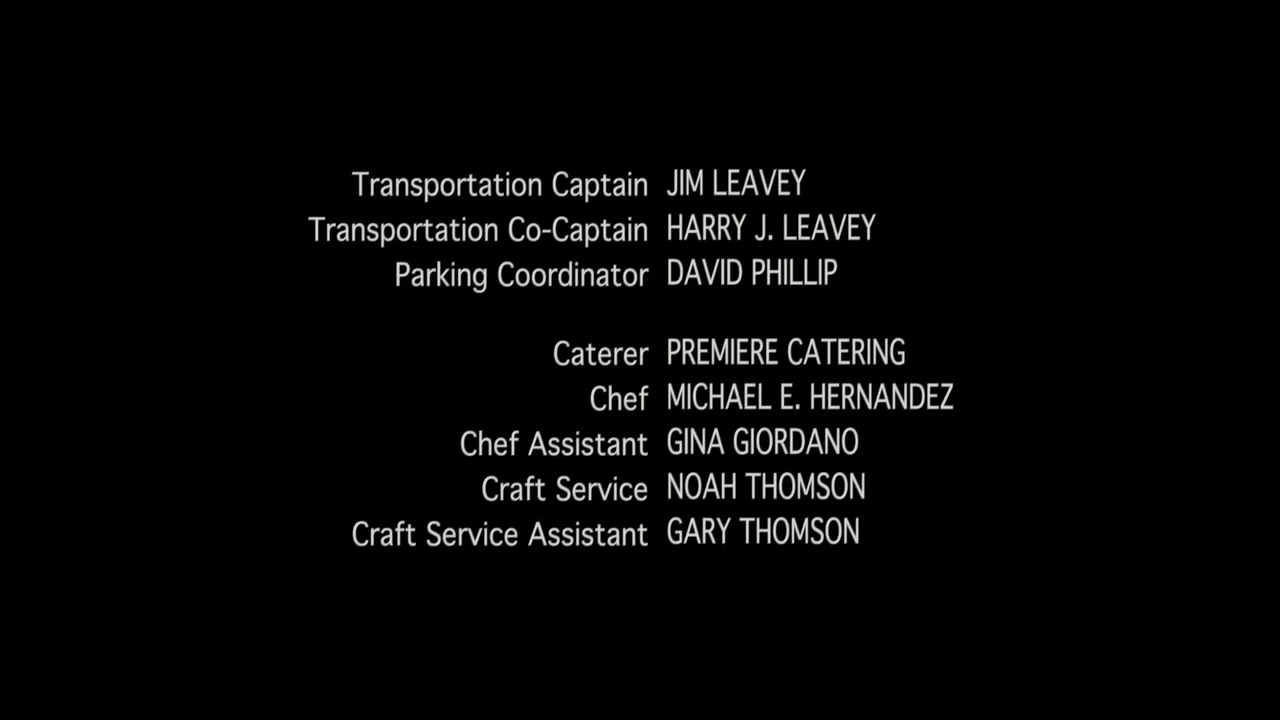 Transportation Captain JIM LEAVEY
Transportation Co-Captain HARRY J. LEAVEY
Parking Coordinator DAVID PHILLIP
Caterer PREMIERE CATERING
Chef MICHAEL E. HERNANDEZ
Chef Assistant GINA GIORDANO
Craft Service NOAH THOMSON
Craft Service Assistant GARY THOMSON